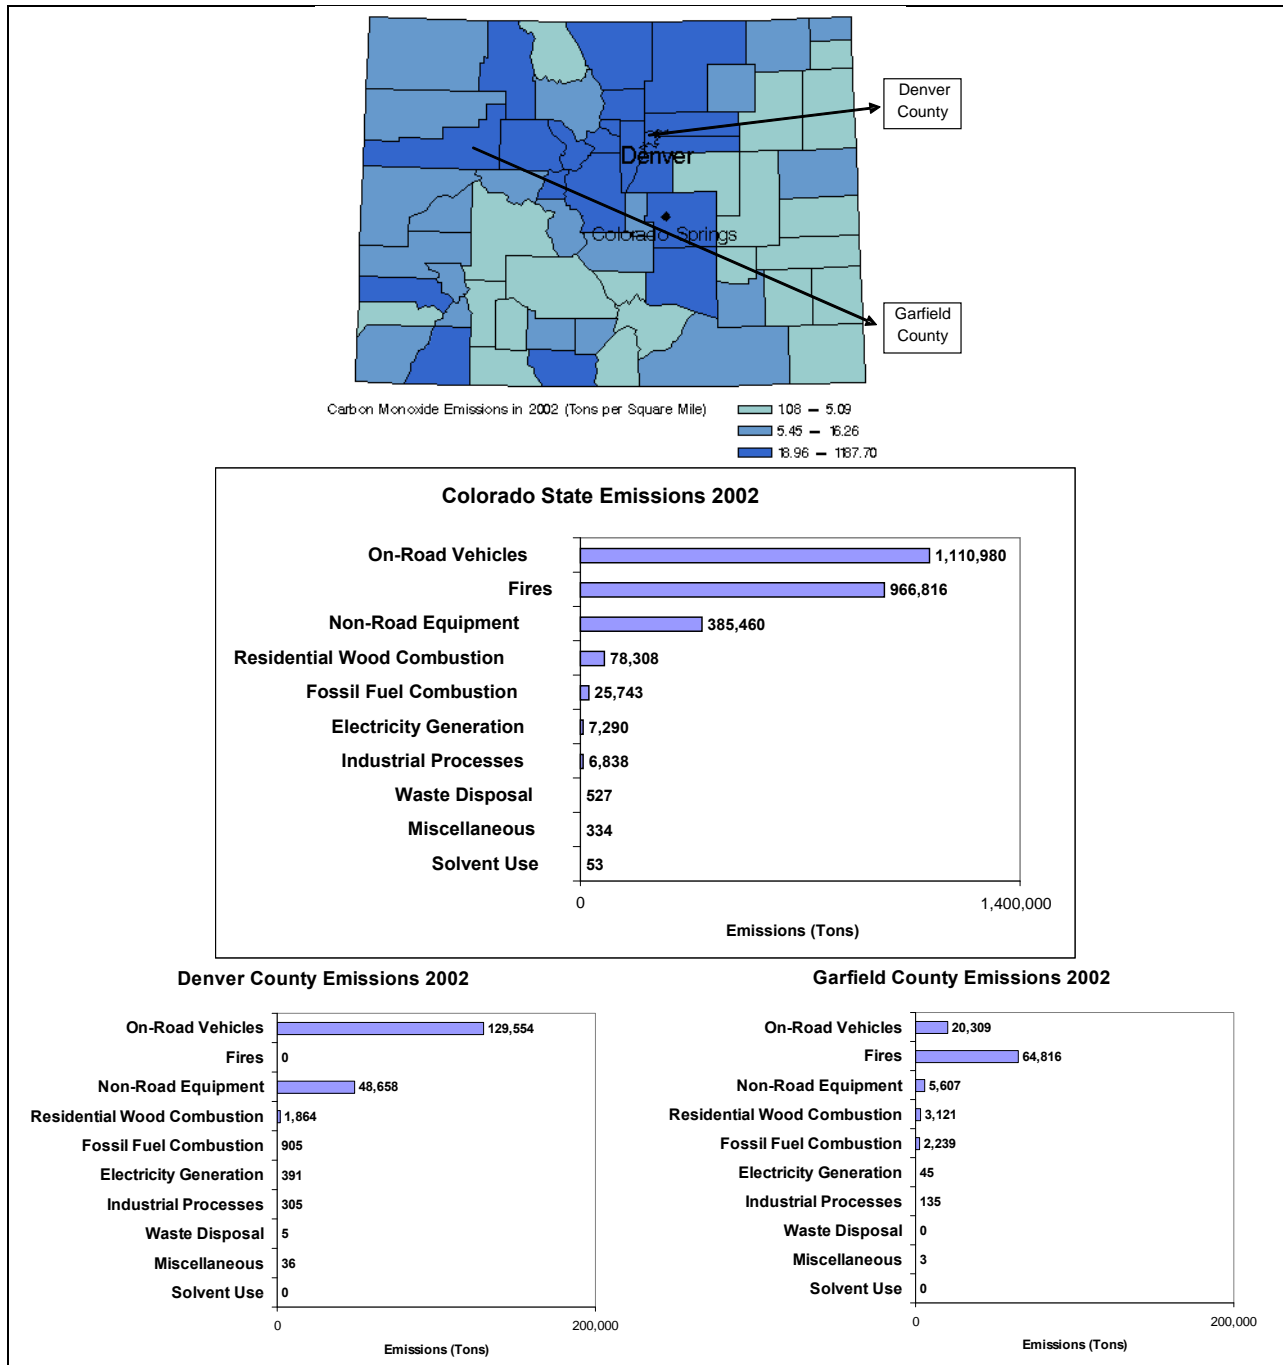 Denver
County
Denver
Colorado Springs
Garfield
County
Carbon Monoxide Emissions in 2002 (Tons per Square Mile)
1.08 – 5.09
5.45 – 16.26
18.96 – 1187.70
Colorado State Emissions 2002
On-Road Vehicles 1,110,980
Fires 966,816
Non-Road Equipment 385,460
Residential Wood Combustion 78,308
Fossil Fuel Combustion 25,743
Electricity Generation 7,290
Industrial Processes 6,838
Waste Disposal 527
Miscellaneous 334
Solvent Use 53
0 1,400,000
Emissions (Tons)
Denver County Emissions 2002
On-Road Vehicles 129,554
Fires 0
Non-Road Equipment 48,658
Residential Wood Combustion 1,864
Fossil Fuel Combustion 905
Electricity Generation 391
Industrial Processes 305
Waste Disposal 5
Miscellaneous 36
Solvent Use 0
0 200,000
Emissions (Tons)
Garfield County Emissions 2002
On-Road Vehicles 20,309
Fires 64,816
Non-Road Equipment 5,607
Residential Wood Combustion 3,121
Fossil Fuel Combustion 2,239
Electricity Generation 45
Industrial Processes 135
Waste Disposal 0
Miscellaneous 3
Solvent Use 0
0 200,000
Emissions (Tons)